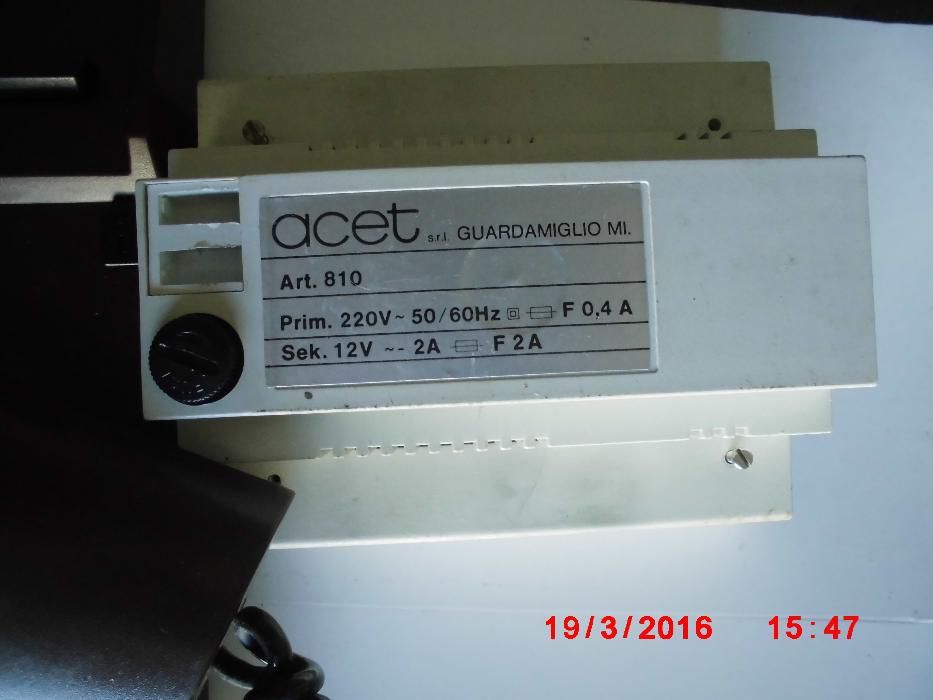 acet s.r.l. GUARDAMIGLIO MI.
Art. 810
Prim. 220V~ 50/60Hz F 0,4 A
Sek. 12V ~- 2A F 2A
19/3/2016 15:47